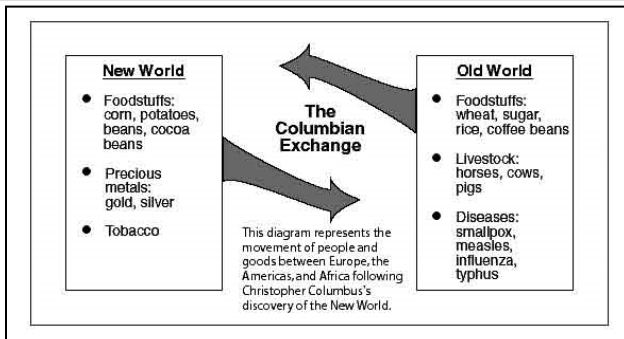 New World
• Foodstuffs:
corn, potatoes,
beans, cocoa
beans
• Precious
metals:
gold, silver
• Tobacco
The
Columbian
Exchange
This diagram represents the
movement of people and
goods between Europe, the
Americas, and Africa following
Christopher Columbus's
discovery of the New World.
Old World
• Foodstuffs:
wheat, sugar,
rice, coffee beans
• Livestock:
horses, cows,
pigs
• Diseases:
smallpox,
measles,
influenza,
typhus